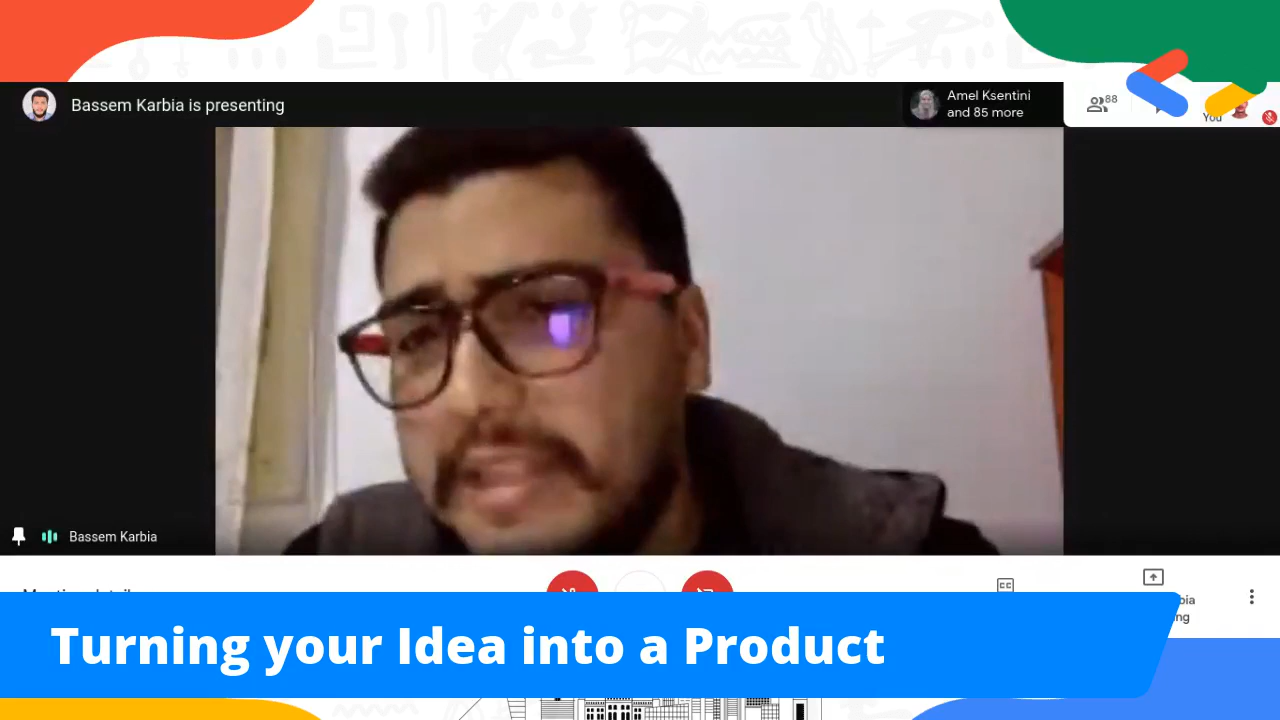 Bassem Karbia is presenting
Amel Ksentini
and 85 more
88
You
Bassem Karbia
Turning your Idea into a Product